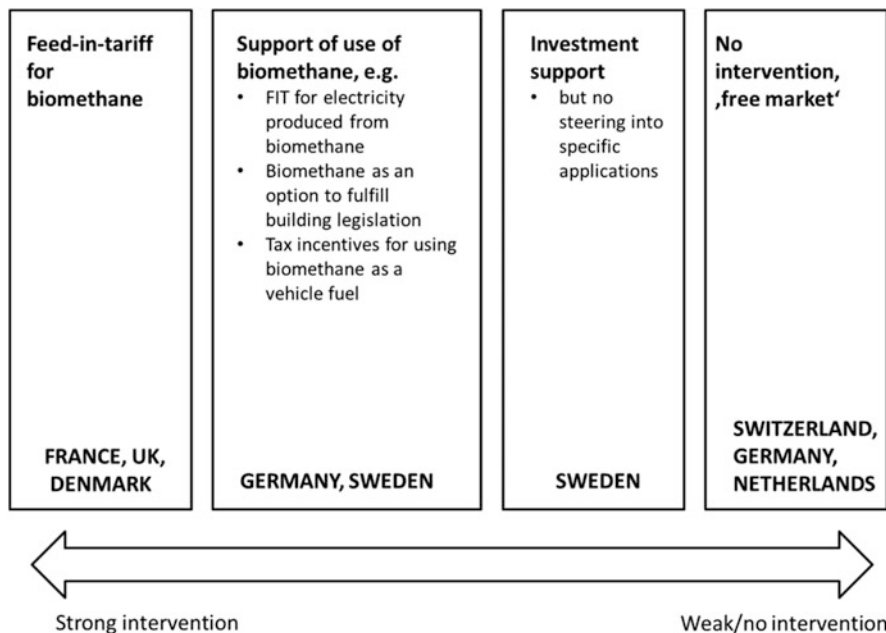 Feed-in-tariff
for
biomethane
FRANCE, UK,
DENMARK
Support of use of
biomethane, e.g.
• FIT for electricity
produced from
biomethane
• Biomethane as an
option to fulfill
building legislation
• Tax incentives for using
biomethane as a
vehicle fuel
GERMANY, SWEDEN
Investment
support
• but no
steering into
specific
applications
SWEDEN
No
intervention,
‚free market‘
SWITZERLAND,
GERMANY,
NETHERLANDS
Strong intervention
Weak/no intervention